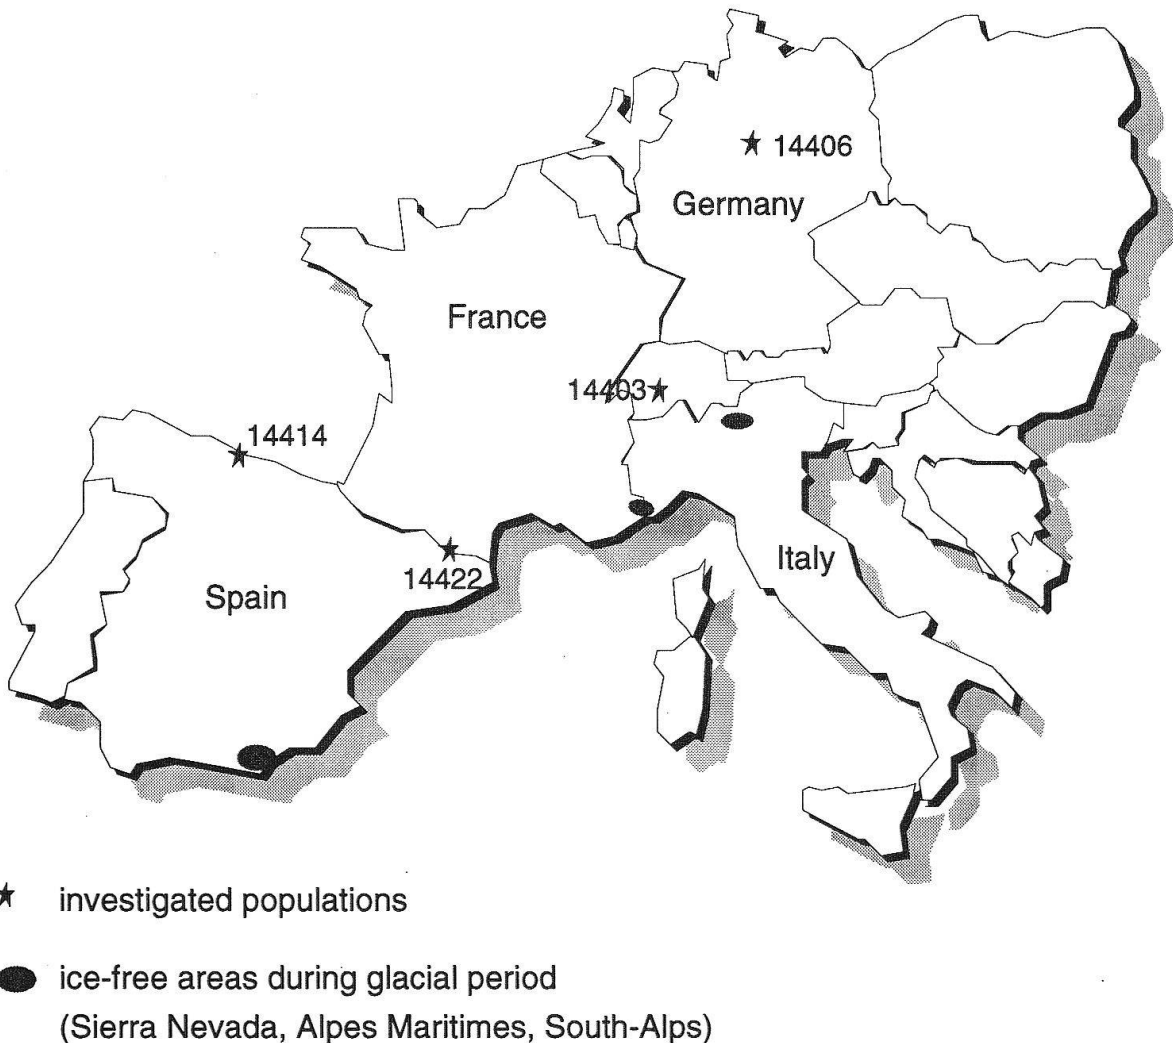 14406
Germany
France
14403
14414
Italy
14422
Spain
investigated populations
ice-free areas during glacial period
(Sierra Nevada, Alpes Maritimes, South-Alps)